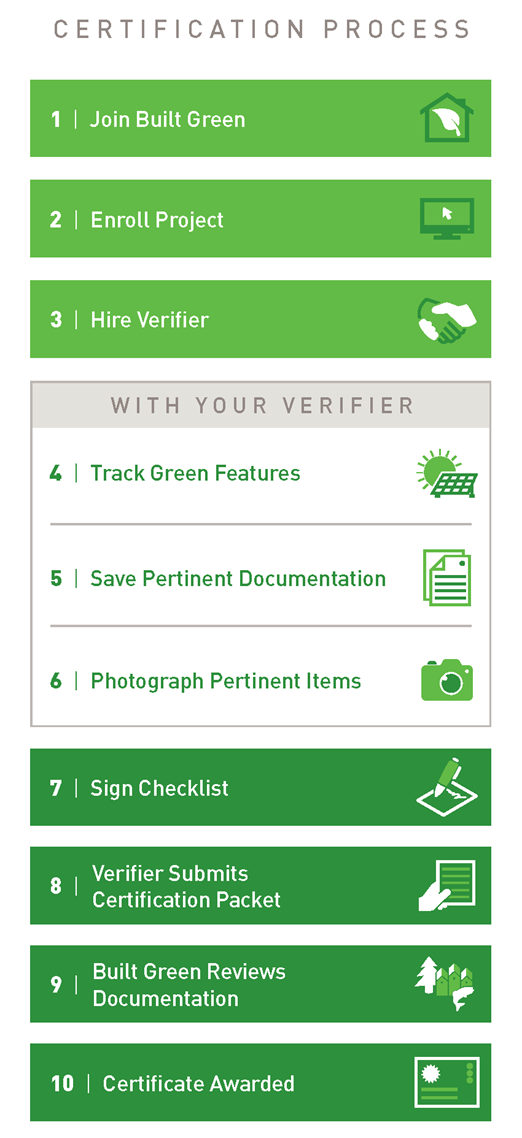 CERTIFICATION PROCESS
1 | Join Built Green
2 | Enroll Project
3 | Hire Verifier
WITH YOUR VERIFIER
4 | Track Green Features
5 | Save Pertinent Documentation
6 | Photograph Pertinent Items
7 | Sign Checklist
8 | Verifier Submits
Certification Packet
9 | Built Green Reviews
Documentation
10 | Certificate Awarded